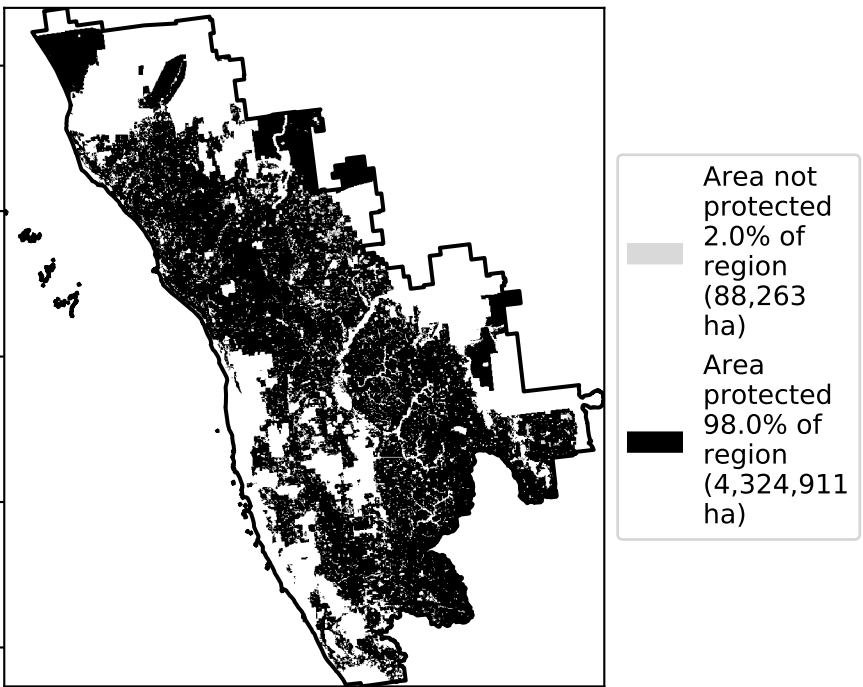 Area not
protected
2.0% of
region
(88,263
ha)
Area
protected
98.0% of
region
(4,324,911
ha)